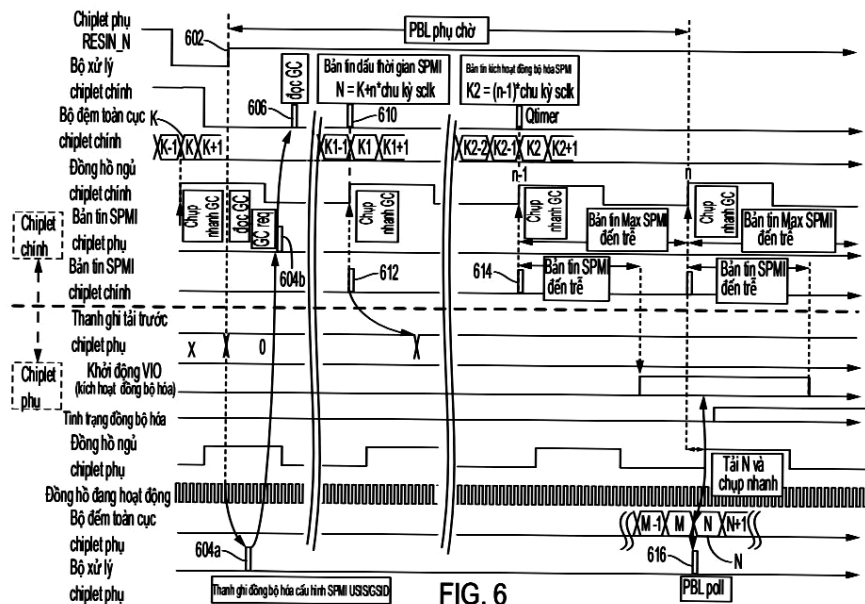 Chiplet phụ
RESIN_N
602
PBL phụ chờ
Bộ xử lý
chiplet chính
đọc GC
606
Bản tin dấu thời gian SPMI
N = K+n*chu kỳ sclk
610
Bản tin kích hoạt đồng bộ hóa SPMI
K2 = (n-1)*chu kỳ sclk
Qtimer
Bộ đệm toàn cục
chiplet chính
K
K-1 K K+1
K1-1 K1 K1+1
K2-2 K2-1 K2 K2+1
Đồng hồ ngủ
chiplet chính
n-1
n
Chụp nhanh GC
đọc GC
GC req
Chụp nhanh GC
Chụp nhanh GC
Chụp nhanh GC
Bản tin SPMI
chiplet phụ
604b
Bản tin Max SPMI đến trễ
Bản tin Max SPMI đến trễ
Chiplet chính
Bản tin SPMI
chiplet chính
612
614
Bản tin SPMI đến trễ
Bản tin SPMI đến trễ
Thanh ghi tải trước
chiplet phụ
X
0
Chiplet phụ
Khởi động VIO
(kích hoạt đồng bộ hóa)
Tình trạng đồng bộ hóa
Đồng hồ ngủ
chiplet phụ
Tải N và chụp nhanh
Đồng hồ đang hoạt động
Bộ đếm toàn cục
chiplet phụ
M-1 M N N+1
604a
616
N
Bộ xử lý
chiplet phụ
Thanh ghi đồng bộ hóa cấu hình SPMI USIS/GSID
FIG. 6
PBL poll